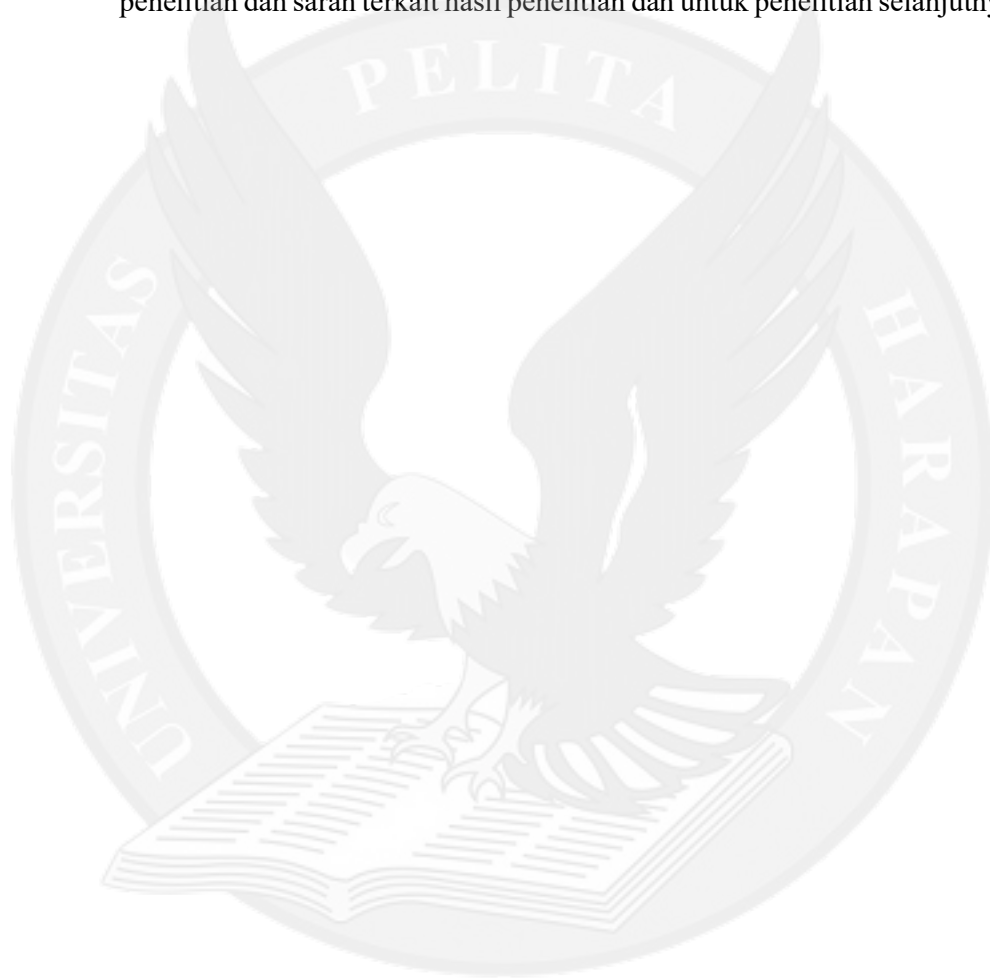 penelitian dan saran terkait hasil penelitian dan untuk penelitian
UNIVERSITAS PELITA HARAPAN